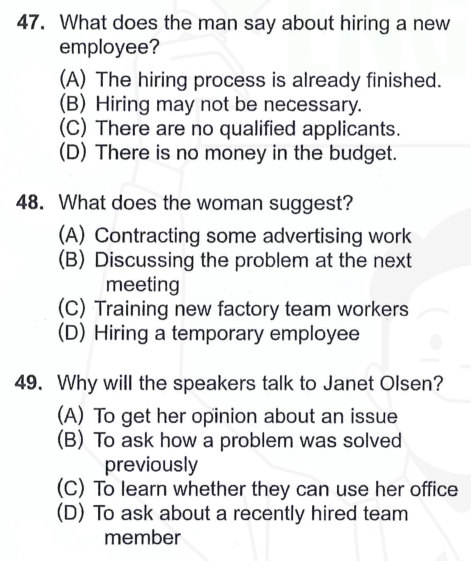 47. What does the man say about hiring a new
employee?
(A) The hiring process is already finished.
(B) Hiring may not be necessary.
(C) There are no qualified applicants.
(D) There is no money in the budget.
48. What does the woman suggest?
(A) Contracting some advertising work
(B) Discussing the problem at the next
meeting
(C) Training new factory team workers
(D) Hiring a temporary employee
49. Why will the speakers talk to Janet Olsen?
(A) To get her opinion about an issue
(B) To ask how a problem was solved
previously
(C) To learn whether they can use her office
(D) To ask about a recently hired team
member